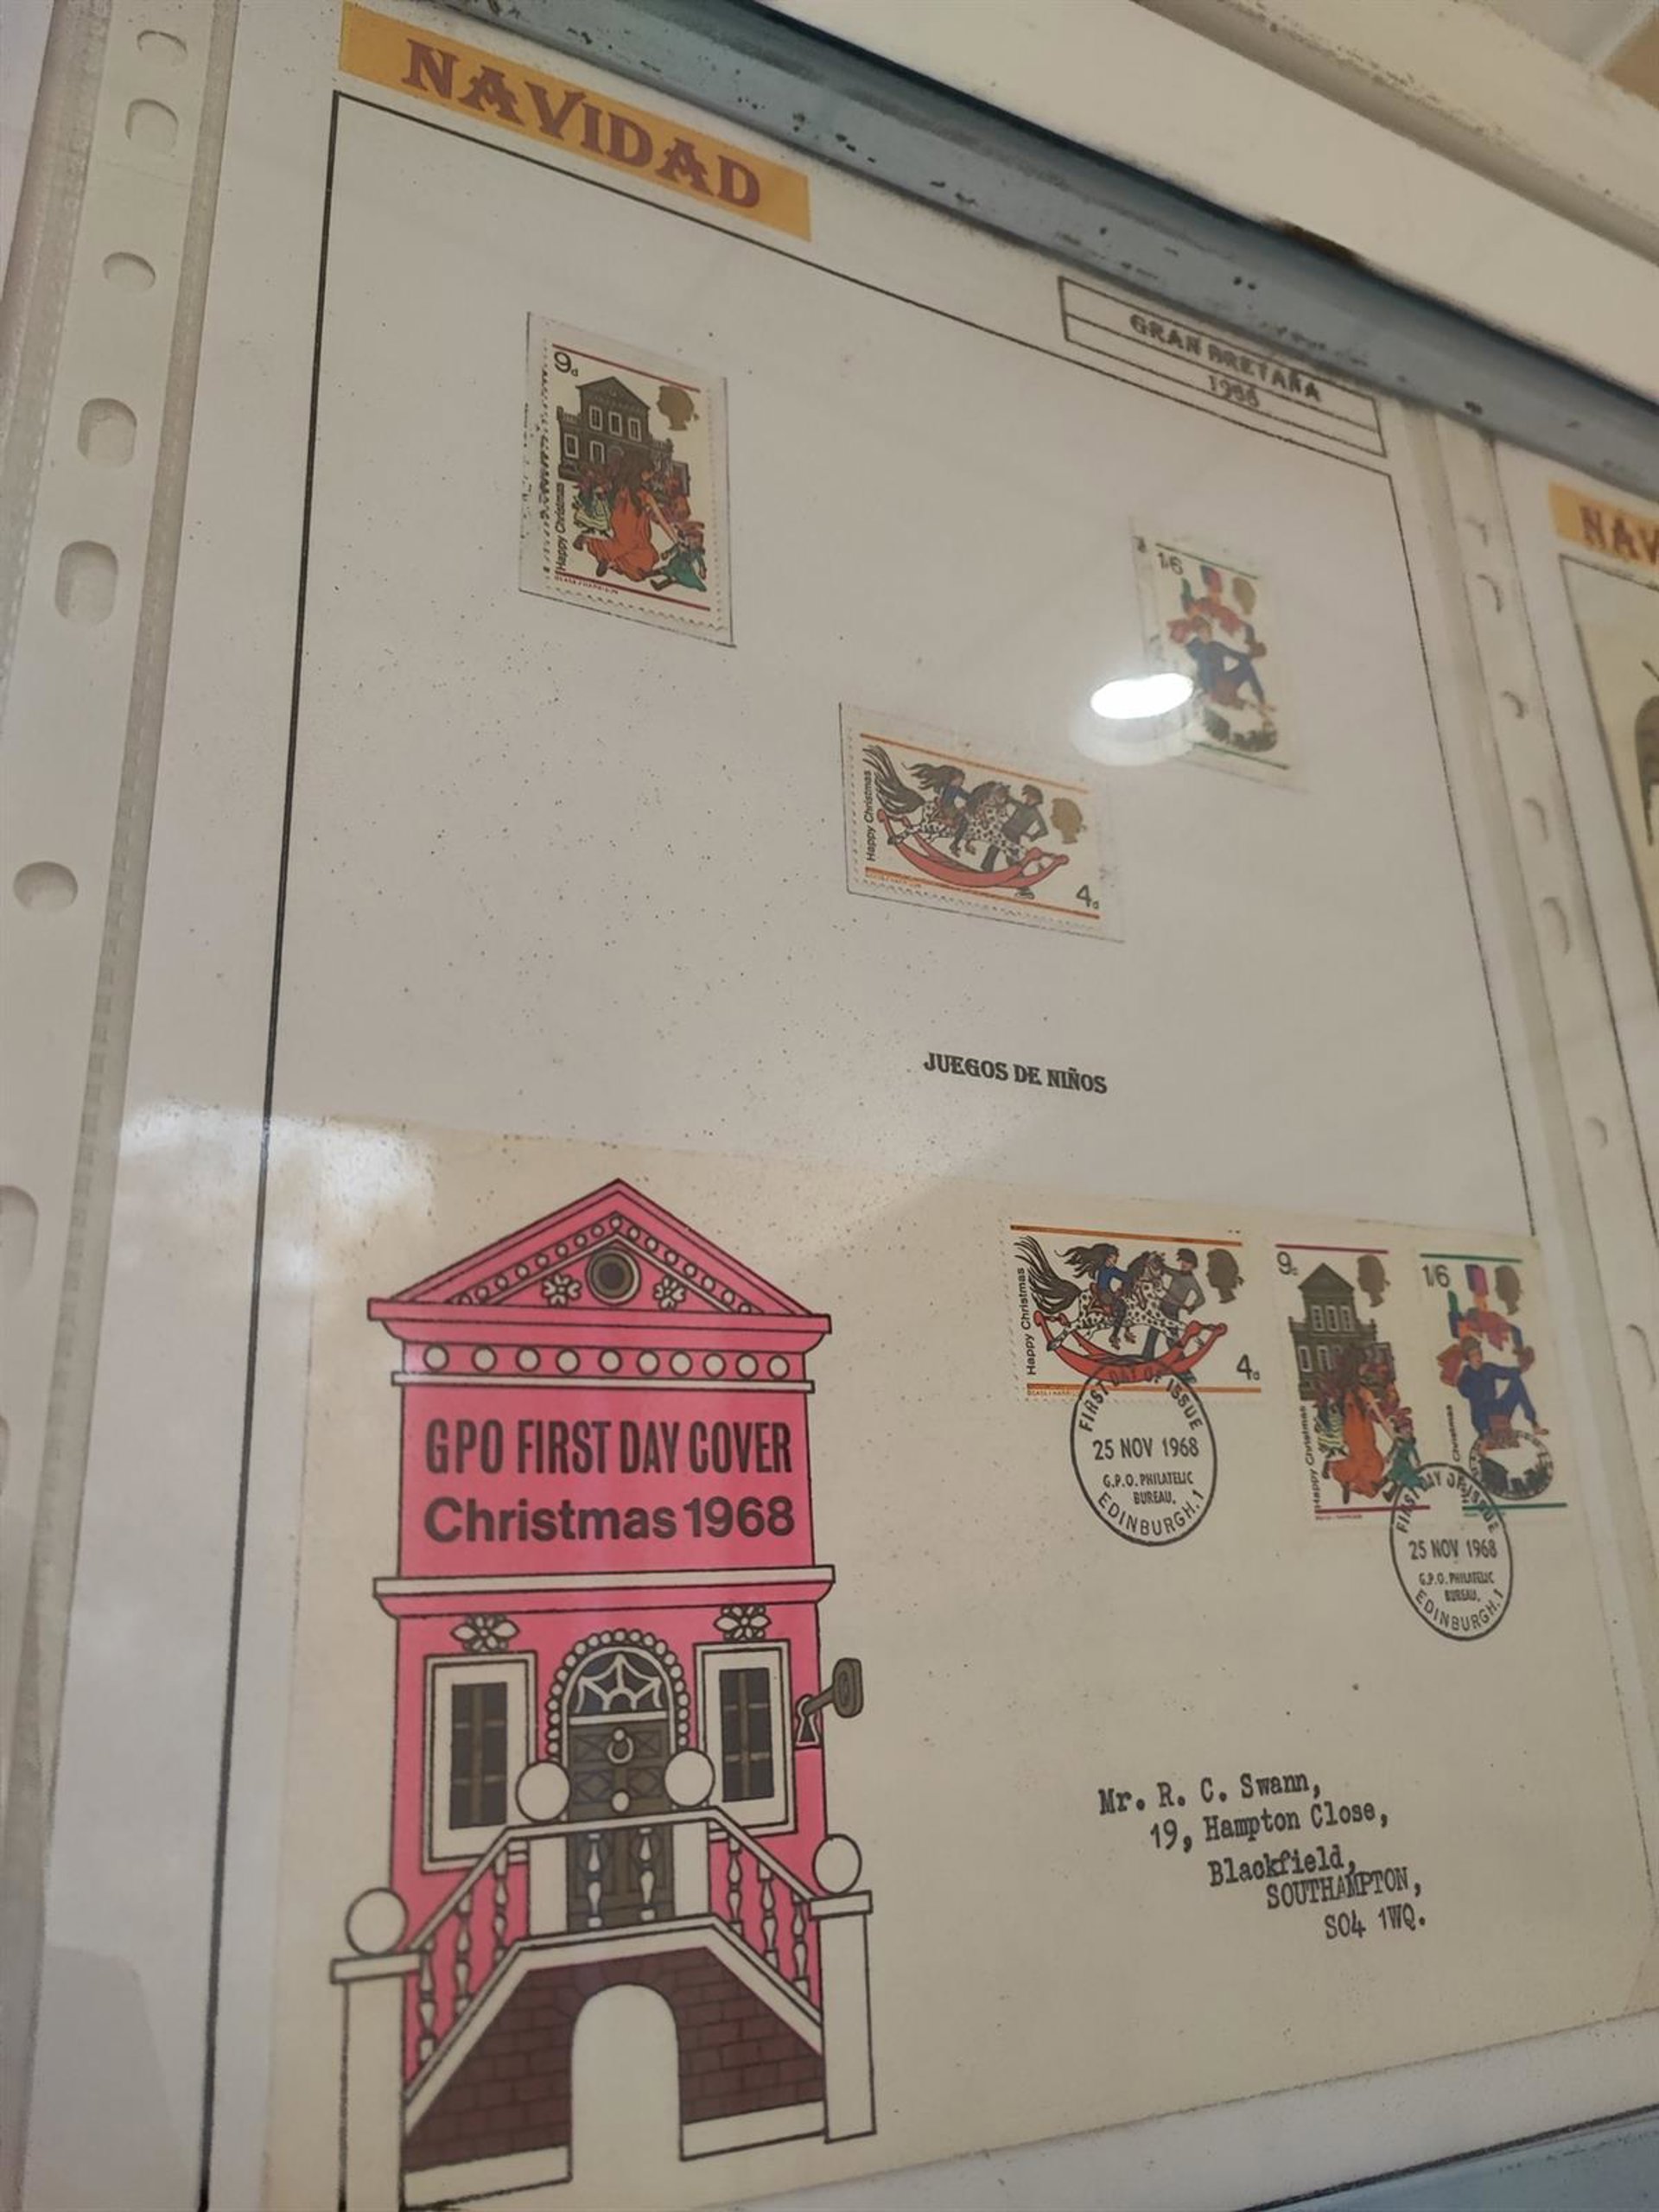 NAVIDAD
GRAN BRETAÑA
NAV
9d
Happy Christmas
1/6
Happy Christmas
4d
JUEGOS DE NIÑOS
GPO FIRST DAY COVER
Christmas 1968
Happy Christmas
4d
9d
Happy Christmas
1/6
Christmas
FIRST DAY OF ISSUE
25 NOV 1968
G.P.O. PHILATELIC
BUREAU,
EDINBURGH.1
FIRST DAY OF ISSUE
25 NOV 1968
G.P.O. PHILATELIC
BUREAU,
EDINBURGH.1
Mr. R. C. Swann,
19, Hampton Close,
Blackfield,
SOUTHAMPTON,
SO4 1WQ.